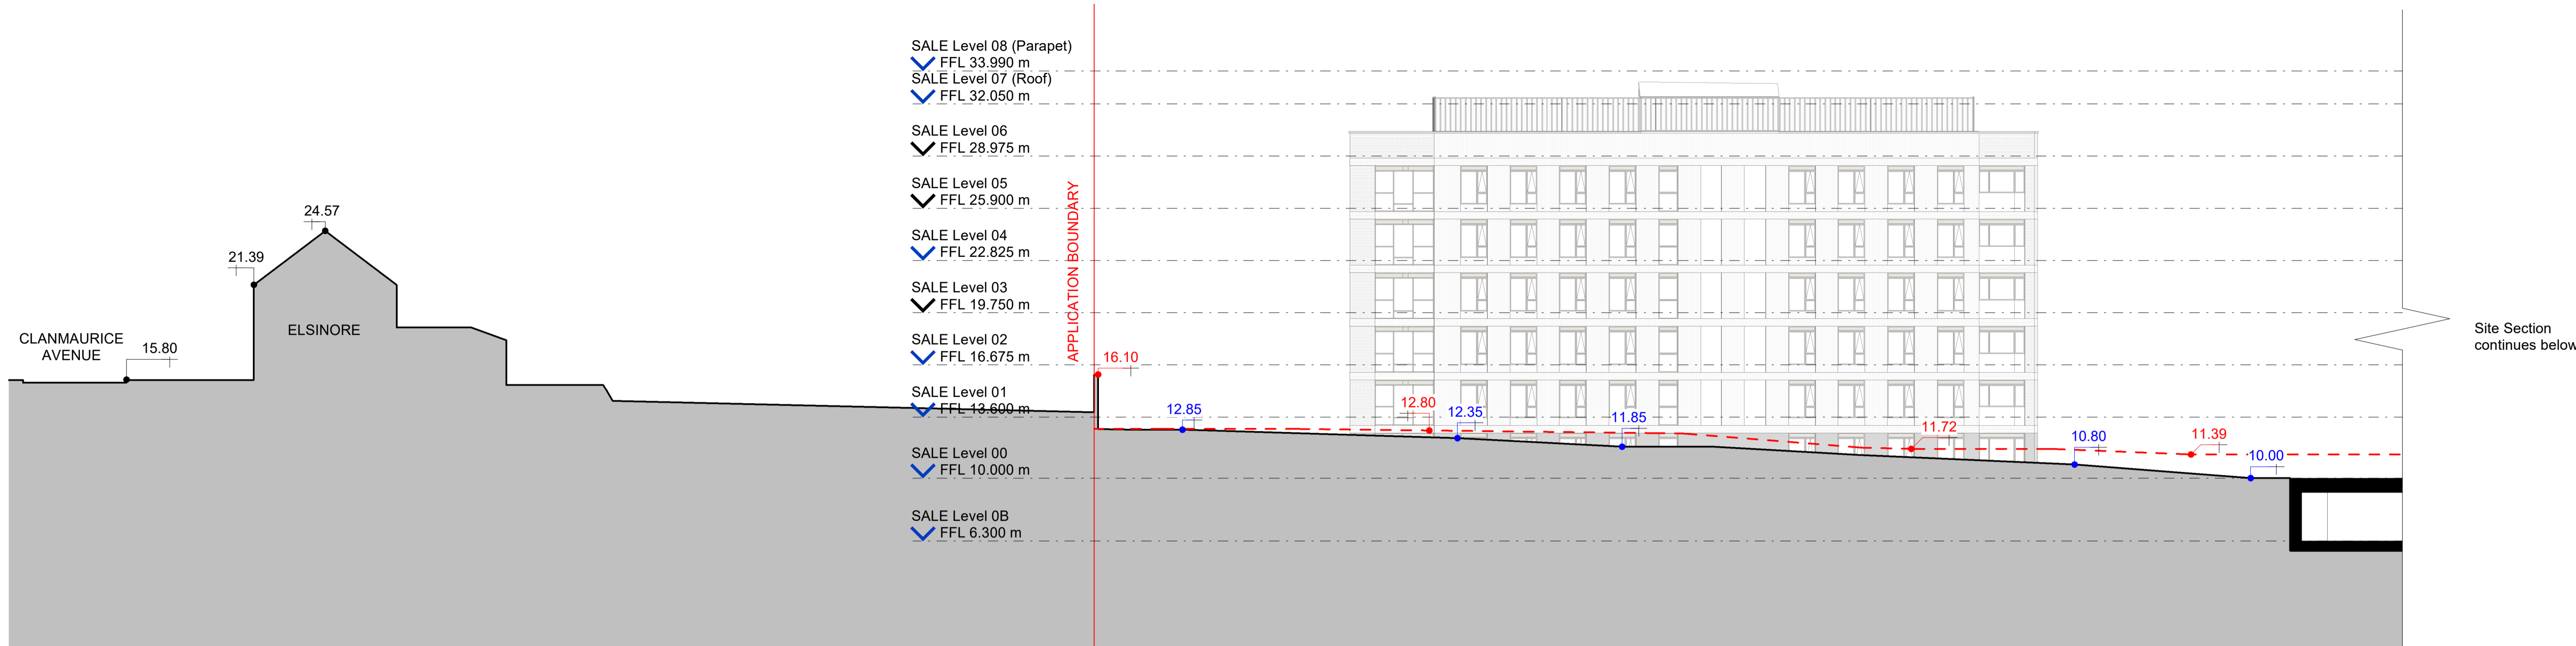 SALE Level 08 (Parapet)
FFL 33.990 m
SALE Level 07 (Roof)
FFL 32.050 m
SALE Level 06
FFL 28.975 m
SALE Level 05
FFL 25.900 m
SALE Level 04
FFL 22.825 m
SALE Level 03
FFL 19.750 m
SALE Level 02
FFL 16.675 m
SALE Level 01
FFL 13.600 m
SALE Level 00
FFL 10.000 m
SALE Level 0B
FFL 6.300 m
APPLICATION BOUNDARY
24.57
21.39
ELSINORE
CLANMAURICE
AVENUE
15.80
16.10
12.85
12.80
12.35
11.85
11.72
10.80
11.39
10.00
Site Section
continues below